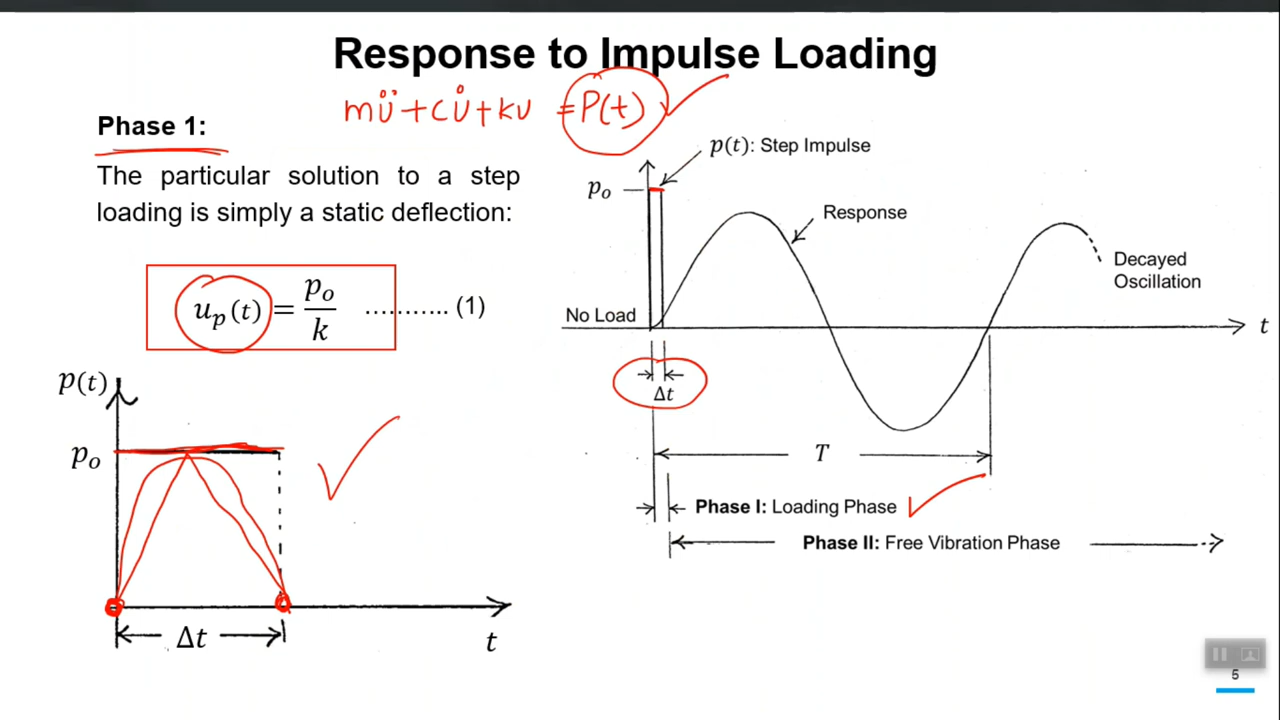 Response to Impulse Loading
mü + cu̇ + ku = P(t)
Phase 1:
The particular solution to a step
loading is simply a static deflection:
u_p(t) = p_o/k ........... (1)
p(t)
p_o
Δt
t
p(t): Step Impulse
p_o
Response
Decayed
Oscillation
No Load
t
Δt
T
Phase I: Loading Phase
Phase II: Free Vibration Phase
5